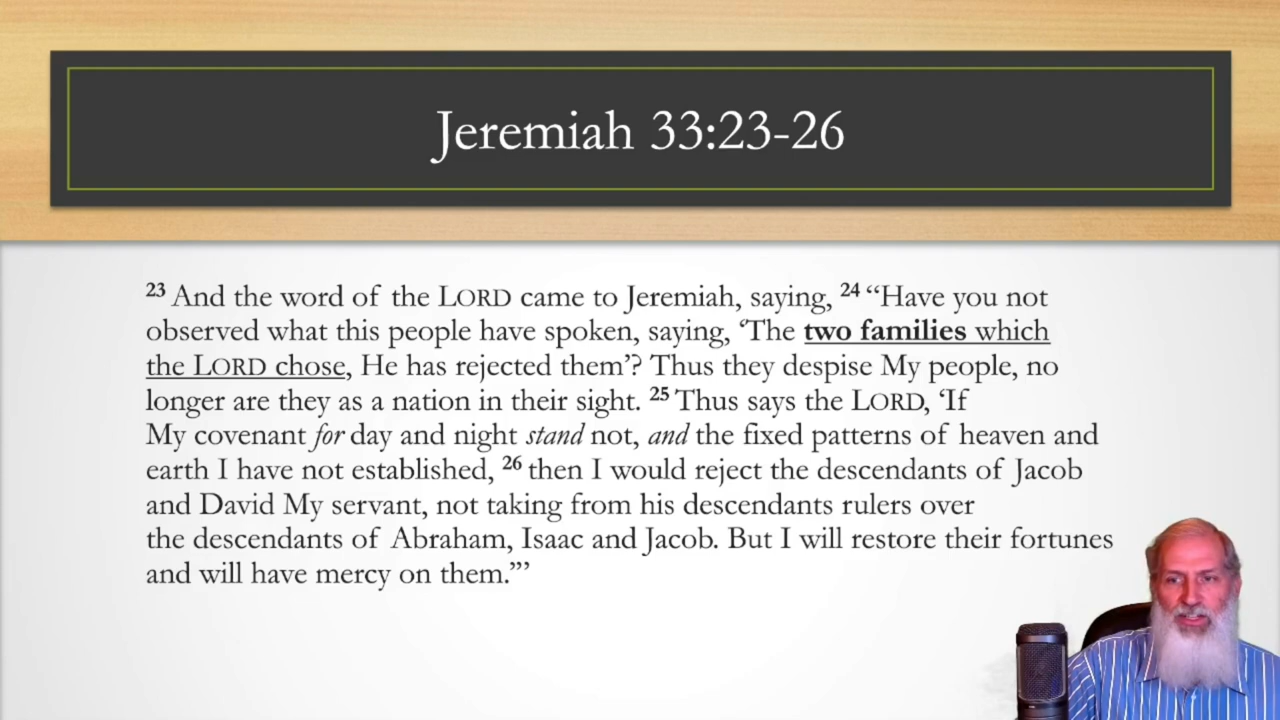 Jeremiah 33:23-26
23 And the word of the LORD came to Jeremiah, saying, 24 “Have you not
observed what this people have spoken, saying, ‘The two families which
the LORD chose, He has rejected them’? Thus they despise My people, no
longer are they as a nation in their sight. 25 Thus says the LORD, ‘If
My covenant for day and night stand not, and the fixed patterns of heaven and
earth I have not established, 26 then I would reject the descendants of Jacob
and David My servant, not taking from his descendants rulers over
the descendants of Abraham, Isaac and Jacob. But I will restore their fortunes
and will have mercy on them.”’